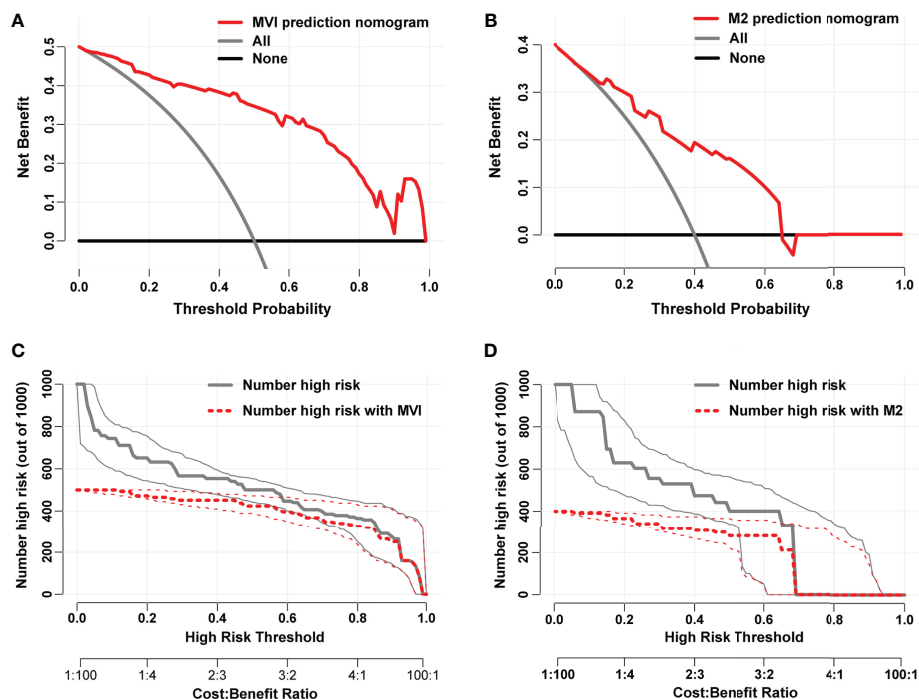 A
MVI prediction nomogram
All
None
Net Benefit
0.5
0.4
0.3
0.2
0.1
0.0
0.0 0.2 0.4 0.6 0.8 1.0
Threshold Probability
B
M2 prediction nomogram
All
None
Net Benefit
0.4
0.3
0.2
0.1
0.0
0.0 0.2 0.4 0.6 0.8 1.0
Threshold Probability
C
Number high risk
Number high risk with MVI
Number high risk (out of 1000)
1000
800
600
400
200
0
0.0 0.2 0.4 0.6 0.8 1.0
High Risk Threshold
1:100 1:4 2:3 3:2 4:1 100:1
Cost:Benefit Ratio
D
Number high risk
Number high risk with M2
Number high risk (out of 1000)
1000
800
600
400
200
0
0.0 0.2 0.4 0.6 0.8 1.0
High Risk Threshold
1:100 1:4 2:3 3:2 4:1 100:1
Cost:Benefit Ratio